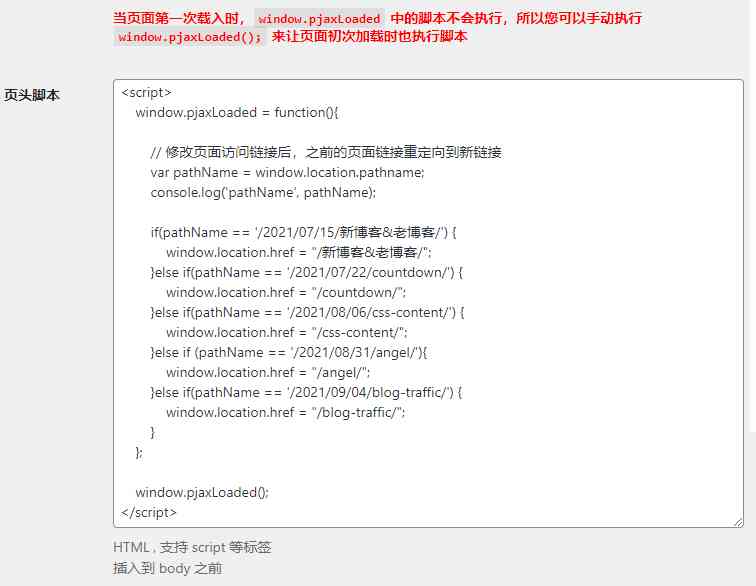 当页面第一次载入时， window.pjaxLoaded 中的脚本不会执行，所以您可以手动执行
window.pjaxLoaded(); 来让页面初次加载时也执行脚本
页头脚本
<script>
window.pjaxLoaded = function(){
// 修改页面访问链接后，之前的页面链接重定向到新链接
var pathName = window.location.pathname;
console.log('pathName', pathName);
if(pathName == '/2021/07/15/新博客&老博客/') {
window.location.href = "/新博客&老博客/";
}else if(pathName == '/2021/07/22/countdown/') {
window.location.href = "/countdown/";
}else if(pathName == '/2021/08/06/css-content/') {
window.location.href = "/css-content/";
}else if (pathName == '/2021/08/31/angel/'){
window.location.href = "/angel/";
}else if(pathName == '/2021/09/04/blog-traffic/') {
window.location.href = "/blog-traffic/";
}
};
window.pjaxLoaded();
</script>
HTML , 支持 script 等标签
插入到 body 之前